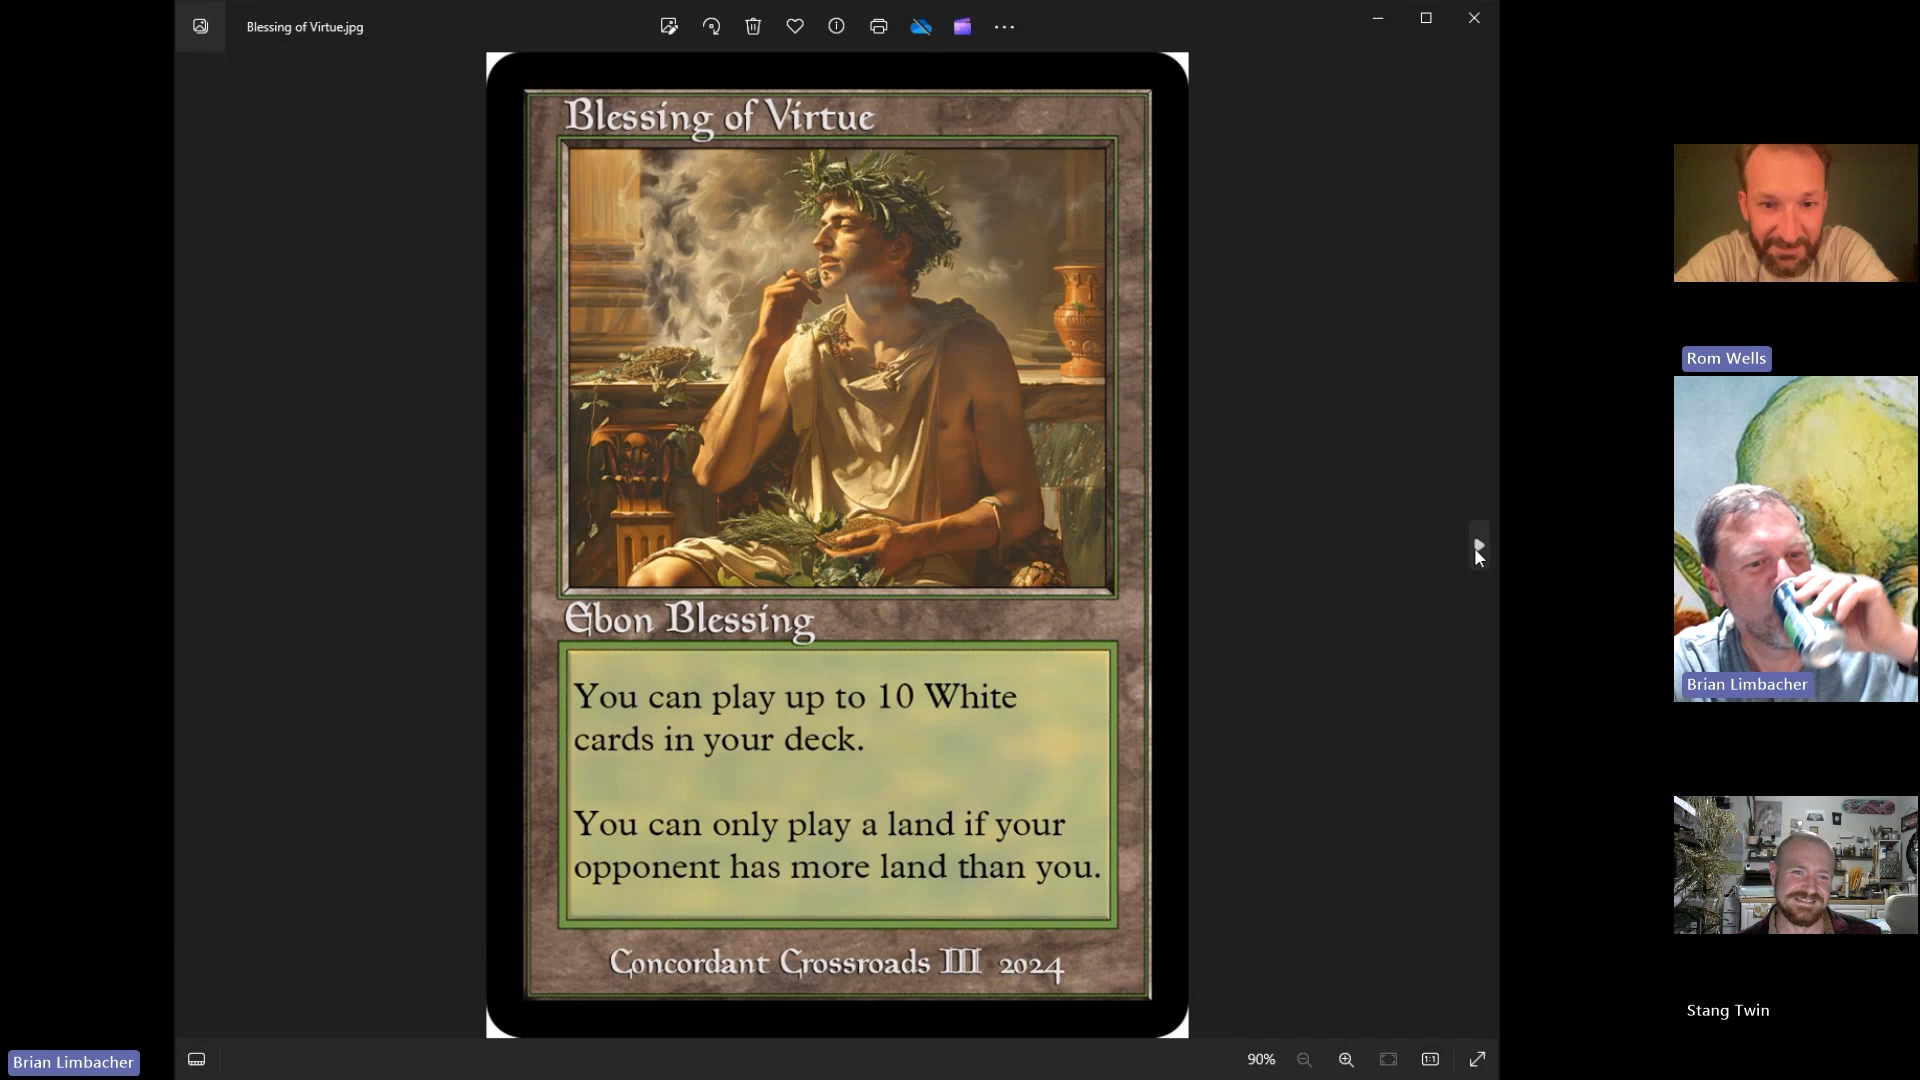 Blessing of Virtue.jpg
Blessing of Virtue
Ebon Blessing
You can play up to 10 White
cards in your deck.
You can only play a land if your
opponent has more land than you.
Concordant Crossroads III 2024
90%
1:1
Rom Wells
Brian Limbacher
Stang Twin
Brian Limbacher